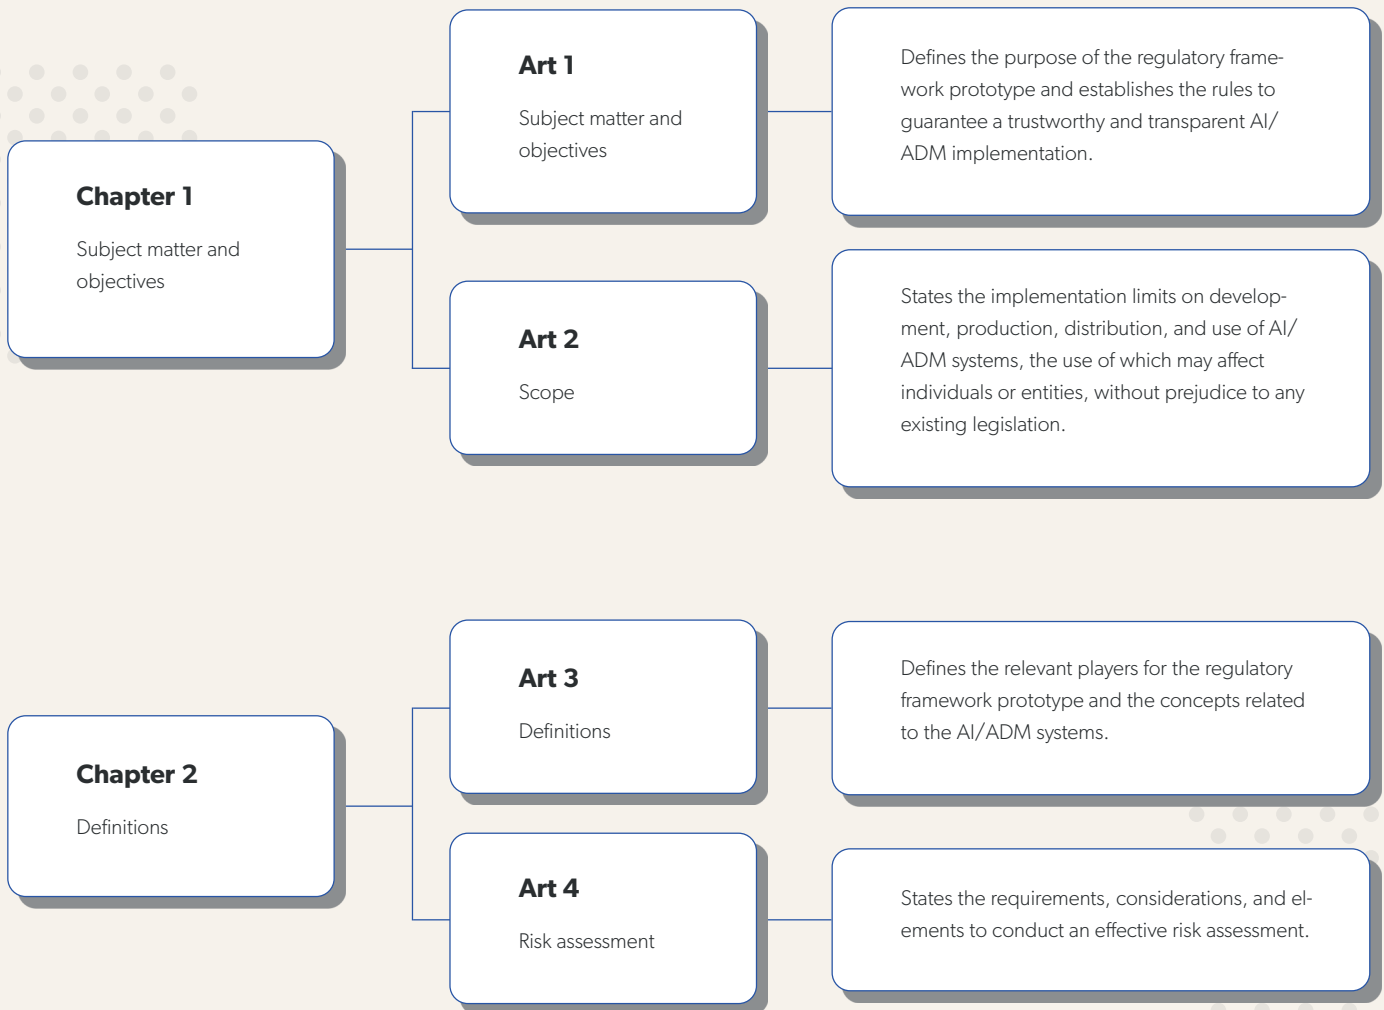 Chapter 1
Subject matter and
objectives
Art 1
Subject matter and
objectives
Defines the purpose of the regulatory frame-
work prototype and establishes the rules to
guarantee a trustworthy and transparent AI/
ADM implementation.
Art 2
Scope
States the implementation limits on develop-
ment, production, distribution, and use of AI/
ADM systems, the use of which may affect
individuals or entities, without prejudice to any
existing legislation.
Chapter 2
Definitions
Art 3
Definitions
Defines the relevant players for the regulatory
framework prototype and the concepts related
to the AI/ADM systems.
Art 4
Risk assessment
States the requirements, considerations, and el-
ements to conduct an effective risk assessment.